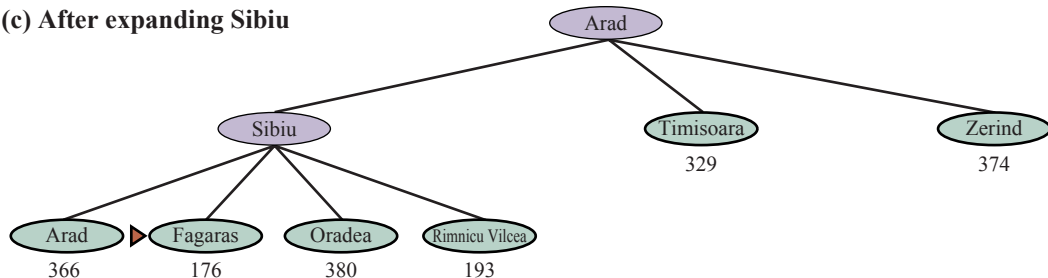 (c) After expanding Sibiu
Arad
Sibiu
Timisoara
Zerind
329
374
Arad
Fagaras
Oradea
Rimnicu Vilcea
366
176
380
193